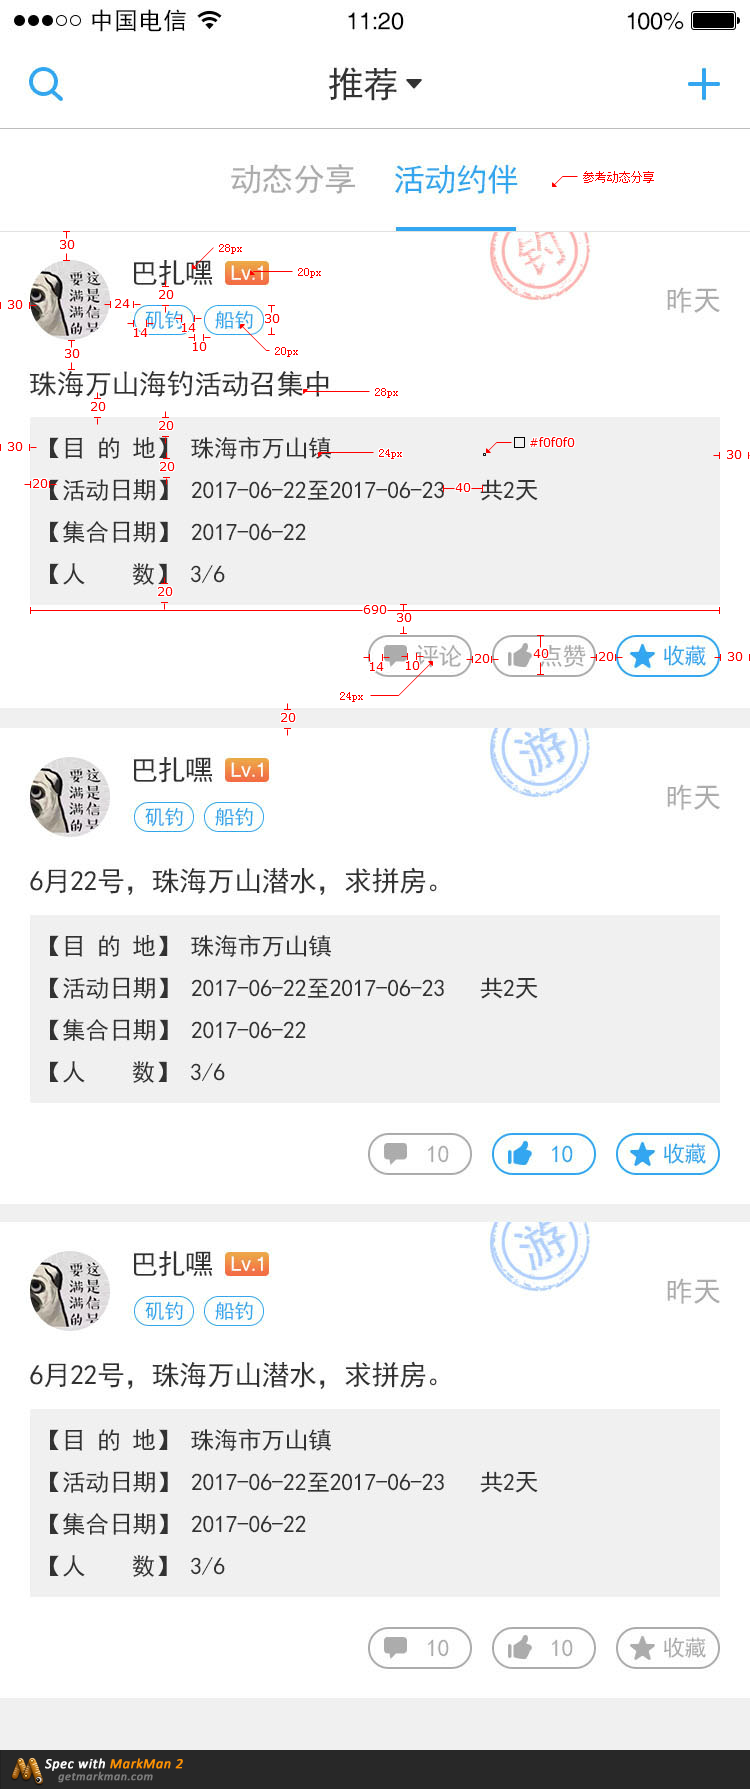 中国电信 11:20 100%
推荐
动态分享 活动约伴 参考动态分享
30
28px
巴扎嘿 Lv.1 20px
钓
昨天
20
30 24 30
矶钓 船钓
14 14
10 20px
30
珠海万山海钓活动召集中 28px
20
20
30 【目 的 地】 珠海市万山镇 24px #f0f0f0 30
20
20 【活动日期】 2017-06-22至2017-06-23 40 共2天
【集合日期】 2017-06-22
【人 数】 3/6
20
690
30
评论 点赞 收藏
14 10 20 40 20 30
24px
20
巴扎嘿 Lv.1
游
昨天
矶钓 船钓
6月22号，珠海万山潜水，求拼房。
【目 的 地】 珠海市万山镇
【活动日期】 2017-06-22至2017-06-23 共2天
【集合日期】 2017-06-22
【人 数】 3/6
10 10 收藏
巴扎嘿 Lv.1
游
昨天
矶钓 船钓
6月22号，珠海万山潜水，求拼房。
【目 的 地】 珠海市万山镇
【活动日期】 2017-06-22至2017-06-23 共2天
【集合日期】 2017-06-22
【人 数】 3/6
10 10 收藏
Spec with MarkMan 2
getmarkman.com